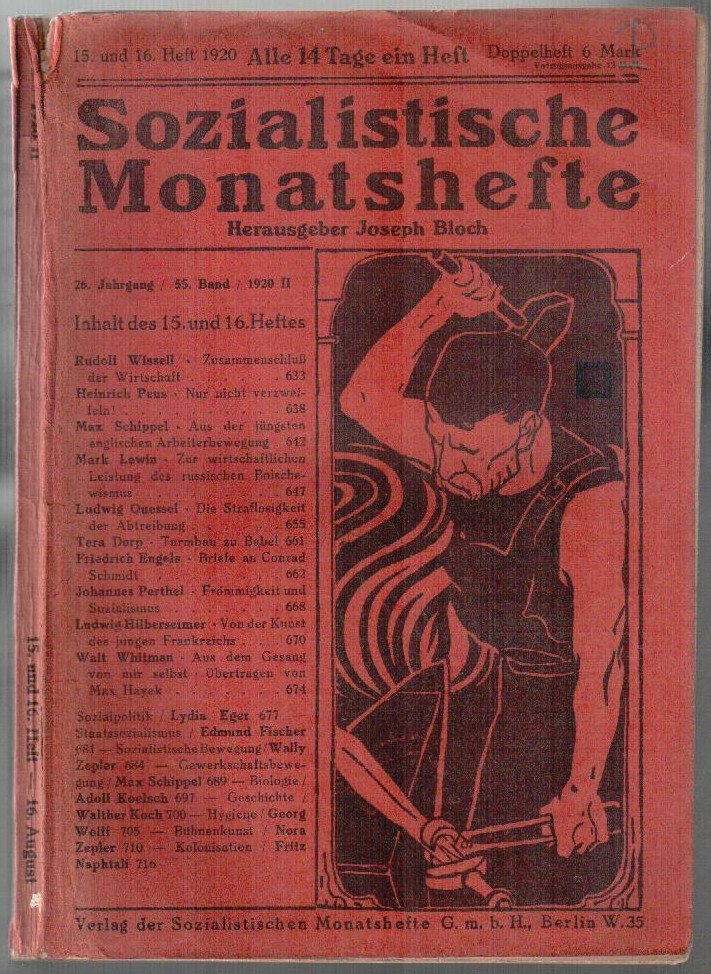 15. und 16. Heft 1920 Alle 14 Tage ein Heft Doppelheft 6 Mark
Sozialistische
Monatshefte
Herausgeber Joseph Bloch
26. Jahrgang / 55. Band / 1920 II
Inhalt des 15. und 16. Heftes
Rudolf Wissell · Zusammenschluß
der Wirtschaft . . . . . . 633
Heinrich Peus · Nur nicht verzwei-
feln! . . . . . . . . . . 638
Max Schippel · Aus der jüngsten
englischen Arbeiterbewegung . 642
Mark Lewin · Zur wirtschaftlichen
Leistung des russischen Bolsche-
wismus . . . . . . . . . 647
Ludwig Quessel · Die Straflosigkeit
der Abtreibung . . . . . . 655
Tera Dorp · Turmbau zu Babel 661
Friedrich Engels · Briefe an Conrad
Schmidt . . . . . . . . 662
Johannes Perthel · Frömmigkeit und
Sozialismus . . . . . . . 668
Ludwig Hilberseimer · Von der Kunst
des jungen Frankreichs . . . 670
Walt Whitman · Aus dem Gesang
von mir selbst · Übertragen von
Max Hayek . . . . . . . 674
Sozialpolitik / Lydia Eger 677
Staatssozialismus / Edmund Fischer
681 — Sozialistische Bewegung / Wally
Zepler 684 — Gewerkschaftsbewe-
gung / Max Schippel 689 — Biologie /
Adolf Koelsch 697 — Geschichte /
Walther Koch 700 — Hygiene / Georg
Wolff 705 — Bühnenkunst / Nora
Zepler 710 — Kolonisation / Fritz
Naphtali 716
Verlag der Sozialistischen Monatshefte G. m. b. H., Berlin W. 35
15. und 16. Heft — 16. August